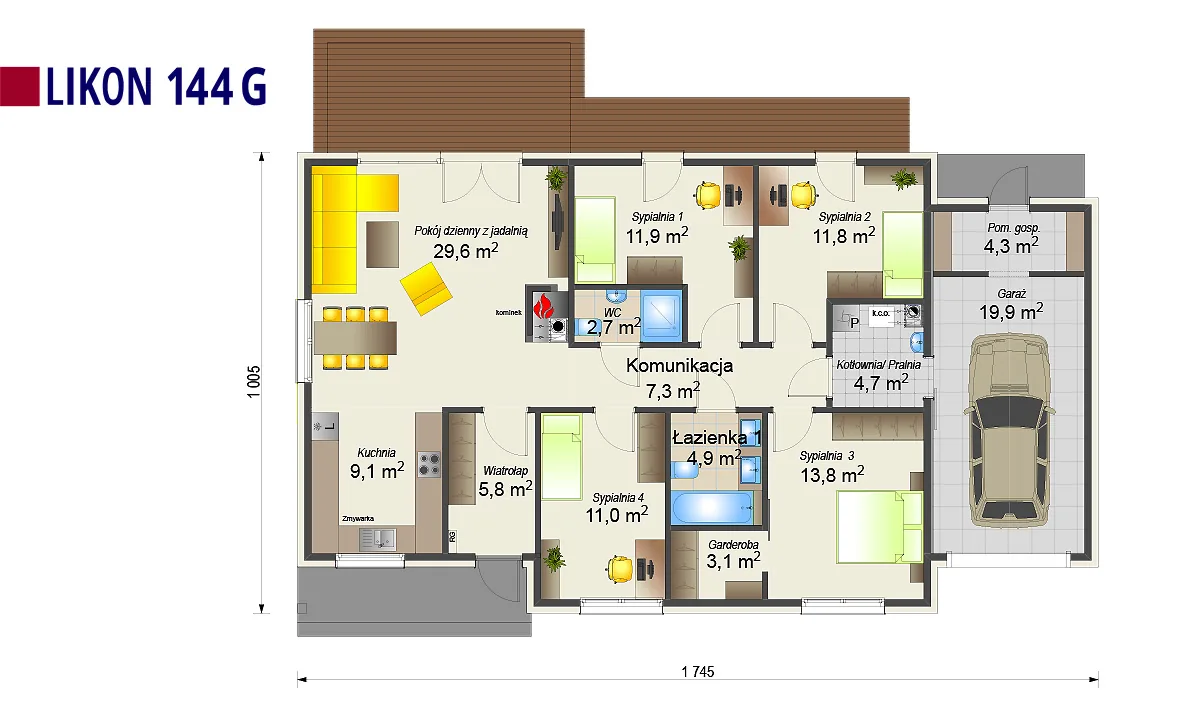 LIKON 144 G
Pokój dzienny z jadalnią
29,6 m²
Sypialnia 1
11,9 m²
Sypialnia 2
11,8 m²
Pom. gosp.
4,3 m²
Garaż
19,9 m²
kominek
WC
2,7 m²
P
k.c.o.
Kotłownia/ Pralnia
4,7 m²
Komunikacja
7,3 m²
1 005
L
Kuchnia
9,1 m²
Zmywarka
Wiatrołap
5,8 m²
Rg
Sypialnia 4
11,0 m²
Łazienka 1
4,9 m²
Sypialnia 3
13,8 m²
Garderoba
3,1 m²
1 745